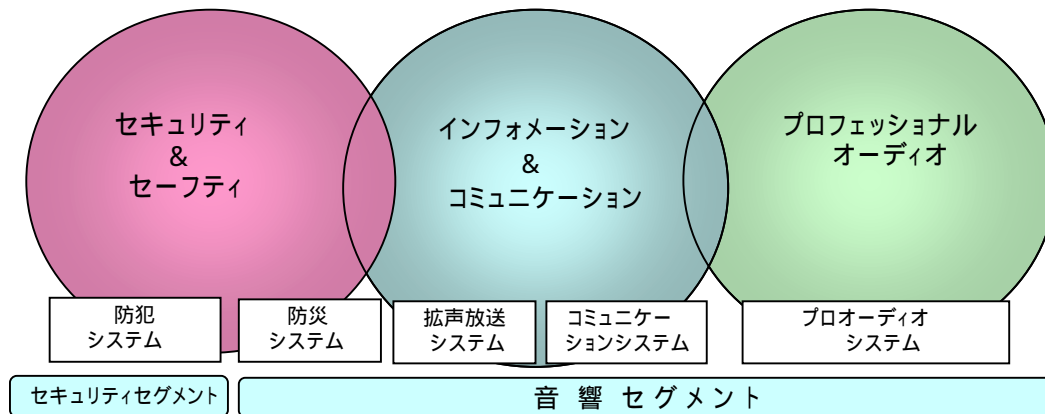 セキュリティ
&
セーフティ
インフォメーション
&
コミュニケーション
プロフェッショナル
オーディオ
防犯
システム
防災
システム
拡声放送
システム
コミュニケー
ションシステム
プロオーディオ
システム
セキュリティセグメント
音 響 セグメント